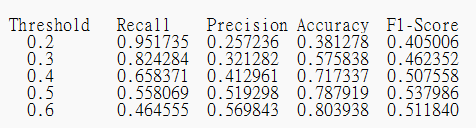 Threshold Recall Precision Accuracy F1-Score
0.2 0.951735 0.257236 0.381278 0.405006
0.3 0.824284 0.321282 0.575838 0.462352
0.4 0.658371 0.412961 0.717337 0.507558
0.5 0.558069 0.519298 0.787919 0.537986
0.6 0.464555 0.569843 0.803938 0.511840